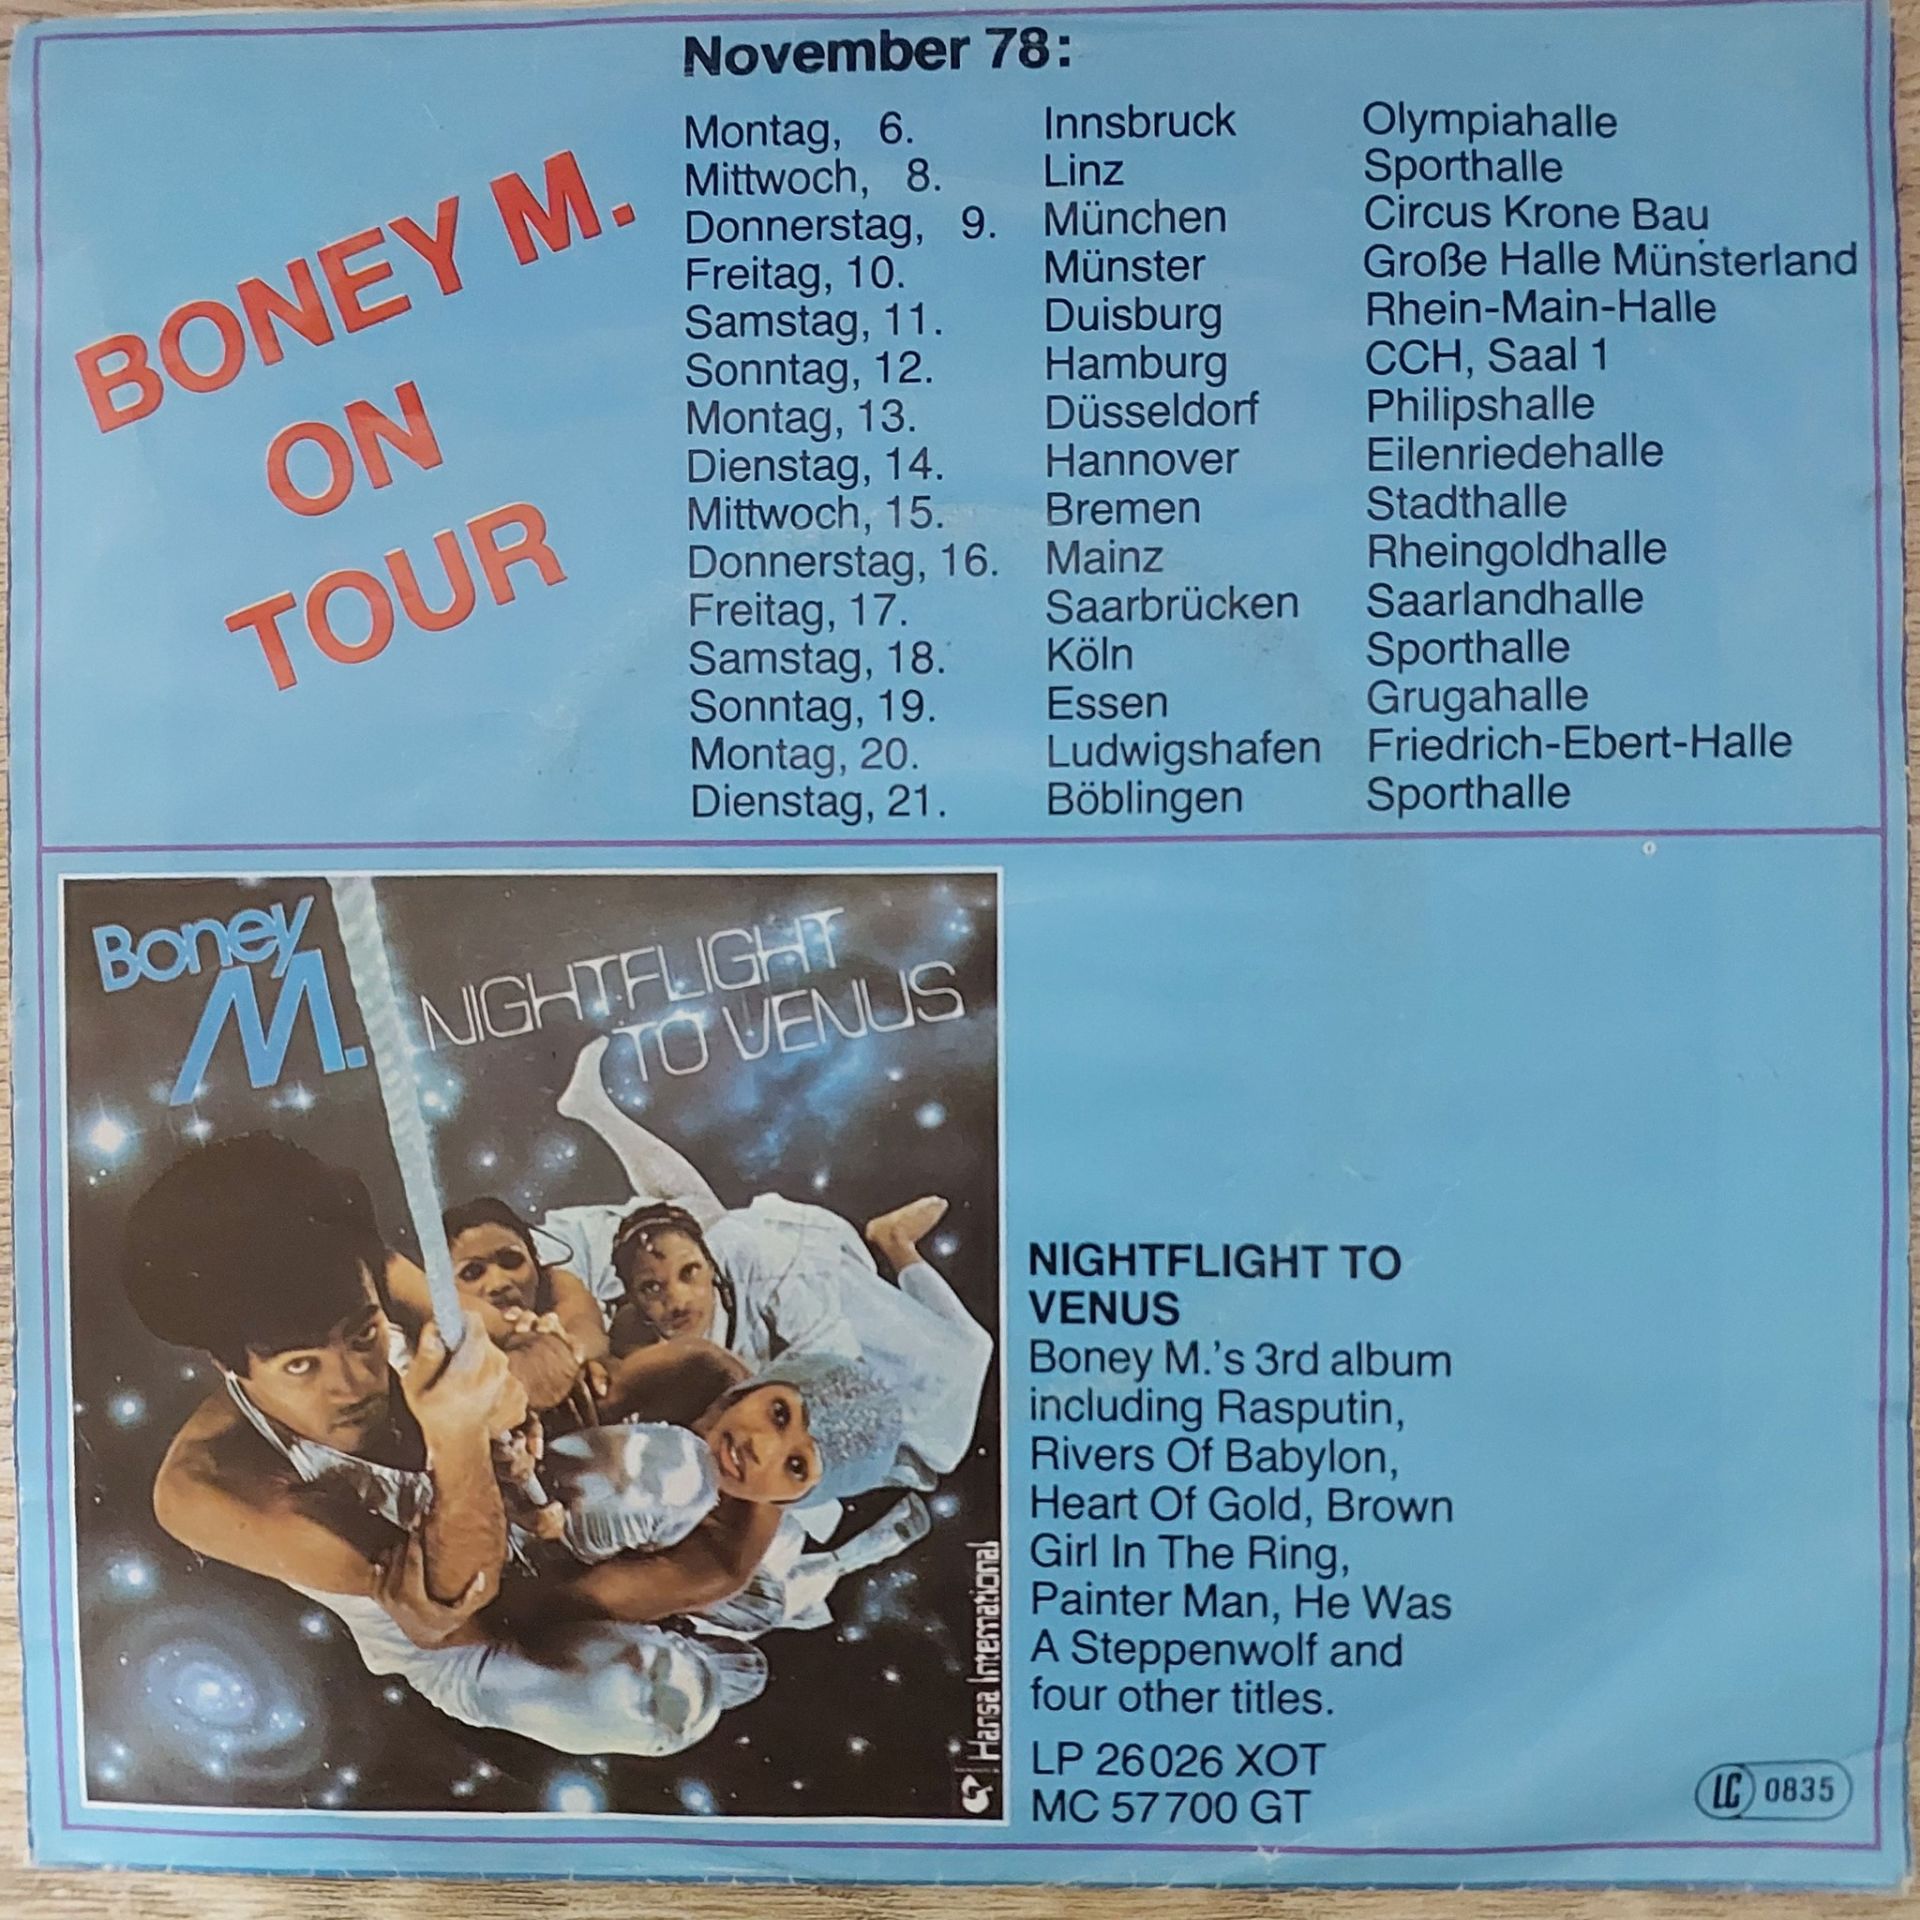 BONEY M.
ON
TOUR
November 78:
Montag, 6. Innsbruck Olympiahalle
Mittwoch, 8. Linz Sporthalle
Donnerstag, 9. München Circus Krone Bau
Freitag, 10. Münster Große Halle Münsterland
Samstag, 11. Duisburg Rhein-Main-Halle
Sonntag, 12. Hamburg CCH, Saal 1
Montag, 13. Düsseldorf Philipshalle
Dienstag, 14. Hannover Eilenriedehalle
Mittwoch, 15. Bremen Stadthalle
Donnerstag, 16. Mainz Rheingoldhalle
Freitag, 17. Saarbrücken Saarlandhalle
Samstag, 18. Köln Sporthalle
Sonntag, 19. Essen Grugahalle
Montag, 20. Ludwigshafen Friedrich-Ebert-Halle
Dienstag, 21. Böblingen Sporthalle
Boney
M.
NIGHTFLIGHT
TO VENUS
Hansa International
NIGHTFLIGHT TO
VENUS
Boney M.'s 3rd album
including Rasputin,
Rivers Of Babylon,
Heart Of Gold, Brown
Girl In The Ring,
Painter Man, He Was
A Steppenwolf and
four other titles.
LP 26026 XOT
MC 57700 GT
LC 0835